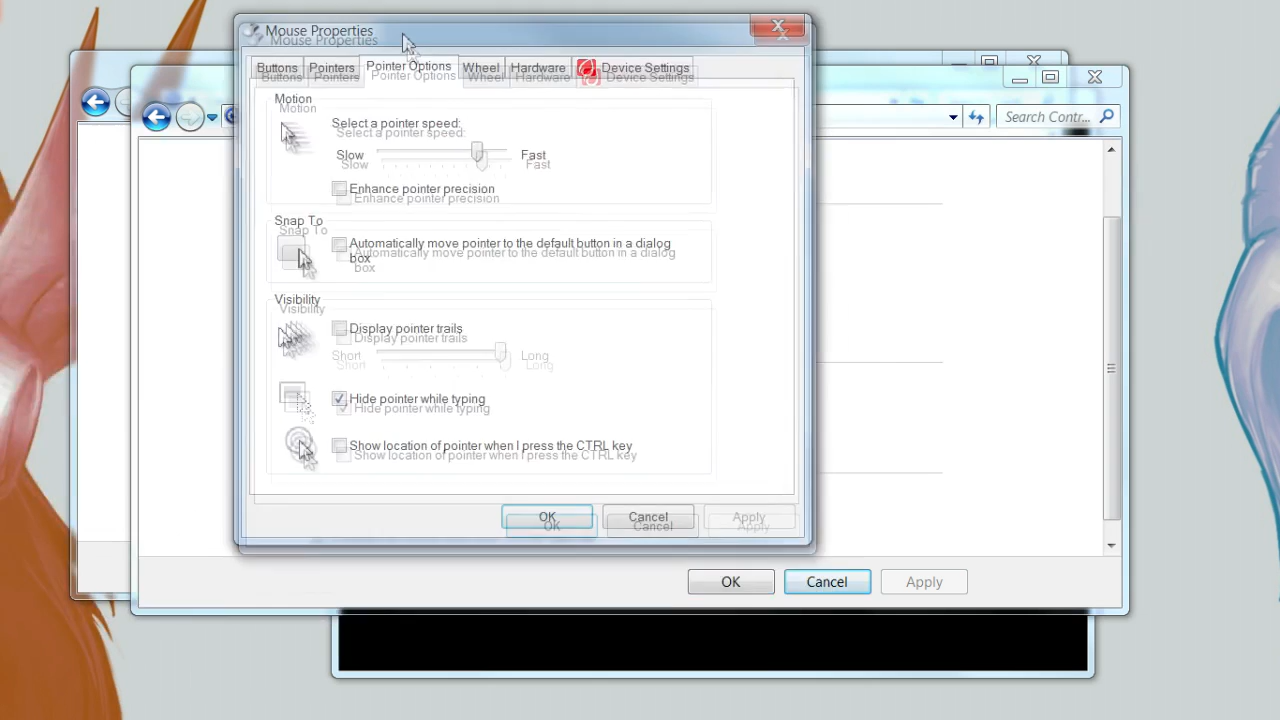 Mouse Properties
Buttons Pointers Pointer Options Wheel Hardware Device Settings
Search Contr...
Motion
Select a pointer speed:
Slow Fast
Enhance pointer precision
Snap To
Automatically move pointer to the default button in a dialog
box
Visibility
Display pointer trails
Short Long
Hide pointer while typing
Show location of pointer when I press the CTRL key
OK Cancel Apply
OK Cancel Apply